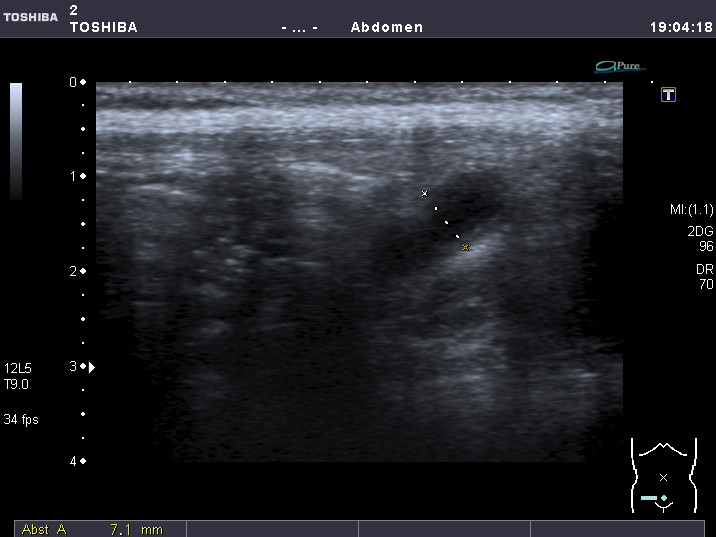 TOSHIBA
2
TOSHIBA - ... - Abdomen 19:04:18
Pure
T
0
1
2
3
4
MI:(1.1)
2DG
96
DR
70
12L5
T9.0
34 fps
Abst A 7.1 mm